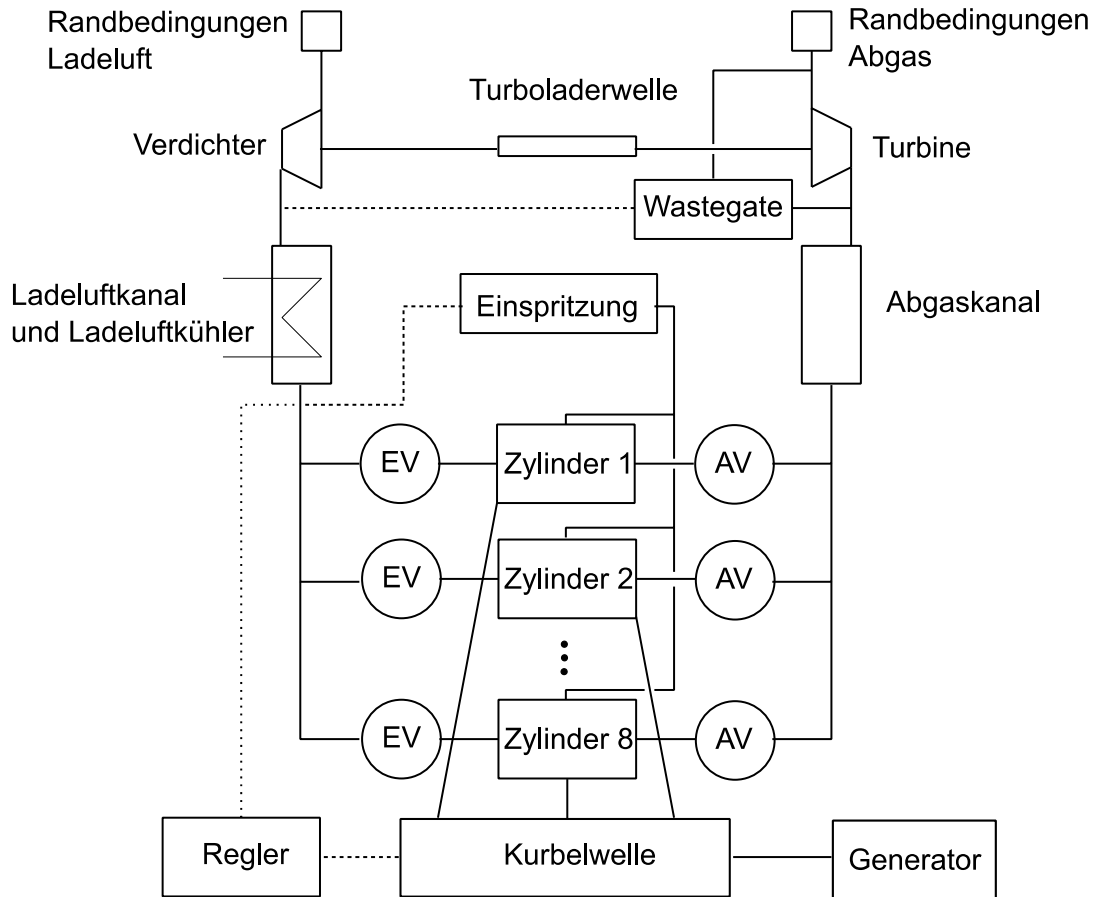 Randbedingungen
Ladeluft
Randbedingungen
Abgas
Turboladerwelle
Verdichter
Turbine
Wastegate
Ladeluftkanal
und Ladeluftkühler
Einspritzung
Abgaskanal
EV
Zylinder 1
AV
EV
Zylinder 2
AV
EV
Zylinder 8
AV
Regler
Kurbelwelle
Generator